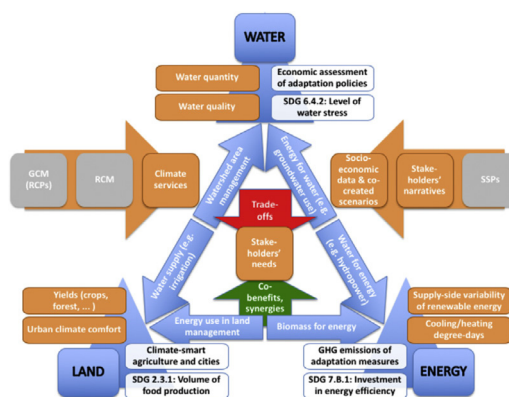 WATER
Water quantity
Economic assessment
of adaptation policies
Water quality
SDG 6.4.2: Level of
water stress
GCM
(RCPs)
RCM
Climate
services
Watershed area
management
Energy for water (e.g.
groundwater use)
Socio-
economic
data & co-
created
scenarios
Stake-
holders'
narratives
SSPs
Trade-
offs
Stake-
holders'
needs
Co-
benefits,
synergies
Water supply (e.g.
irrigation)
Water for energy
(e.g. hydropower)
Yields (crops,
forest, ... )
Urban climate comfort
Energy use in land
management
Biomass for energy
Supply-side variability
of renewable energy
Cooling/heating
degree-days
LAND
Climate-smart
agriculture and cities
SDG 2.3.1: Volume of
food production
GHG emissions of
adaptation measures
SDG 7.B.1: Investment
in energy efficiency
ENERGY